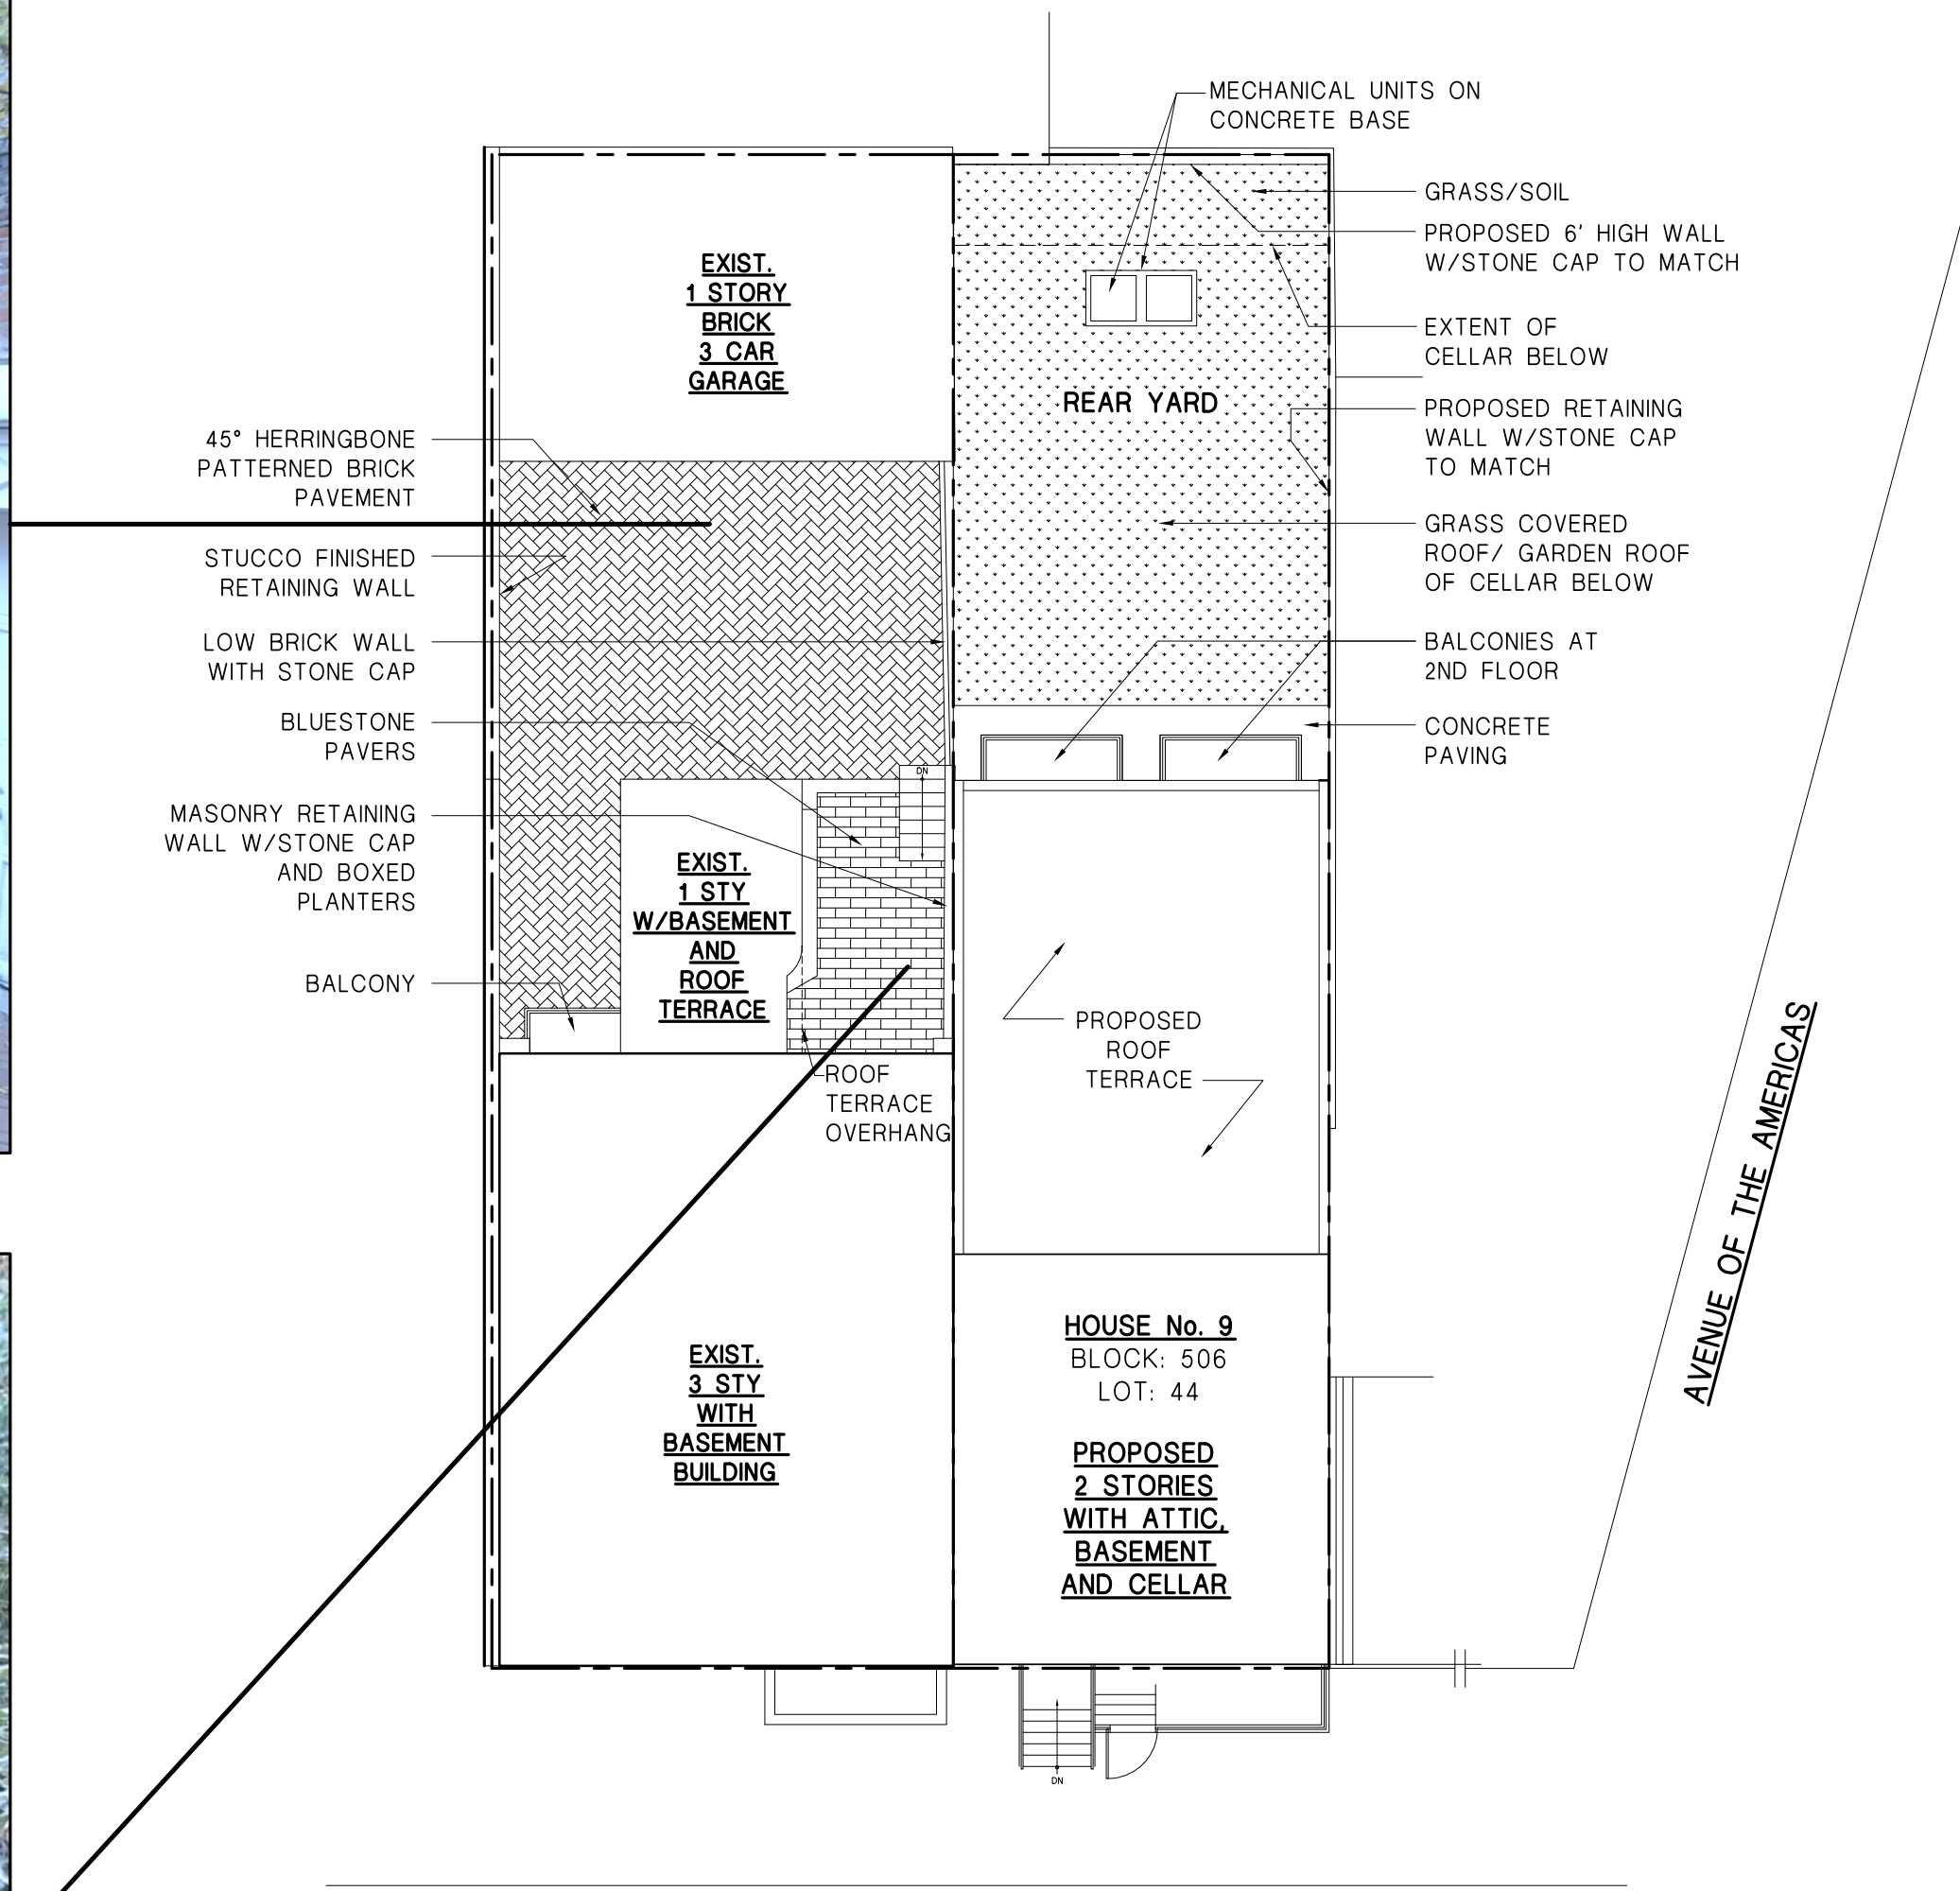 MECHANICAL UNITS ON
CONCRETE BASE
GRASS/SOIL
PROPOSED 6' HIGH WALL
W/STONE CAP TO MATCH
EXTENT OF
CELLAR BELOW
PROPOSED RETAINING
WALL W/STONE CAP
TO MATCH
GRASS COVERED
ROOF/ GARDEN ROOF
OF CELLAR BELOW
BALCONIES AT
2ND FLOOR
CONCRETE
PAVING
EXIST.
1 STORY
BRICK
3 CAR
GARAGE
REAR YARD
45° HERRINGBONE
PATTERNED BRICK
PAVEMENT
STUCCO FINISHED
RETAINING WALL
LOW BRICK WALL
WITH STONE CAP
BLUESTONE
PAVERS
MASONRY RETAINING
WALL W/STONE CAP
AND BOXED
PLANTERS
BALCONY
DN
EXIST.
1 STY
W/BASEMENT
AND
ROOF
TERRACE
ROOF
TERRACE
OVERHANG
PROPOSED
ROOF
TERRACE
AVENUE OF THE AMERICAS
EXIST.
3 STY
WITH
BASEMENT
BUILDING
HOUSE No. 9
BLOCK: 506
LOT: 44
PROPOSED
2 STORIES
WITH ATTIC,
BASEMENT
AND CELLAR
DN